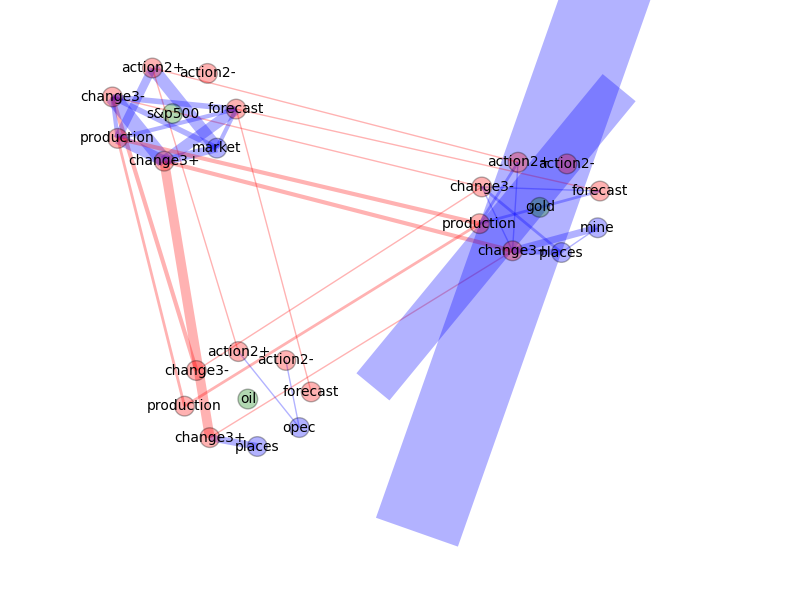 action2+
action2-
change3-
s&p500
forecast
production
market
change3+
action2+
action2-
change3-
forecast
gold
production
mine
change3+
places
action2+
action2-
change3-
forecast
oil
production
opec
change3+
places